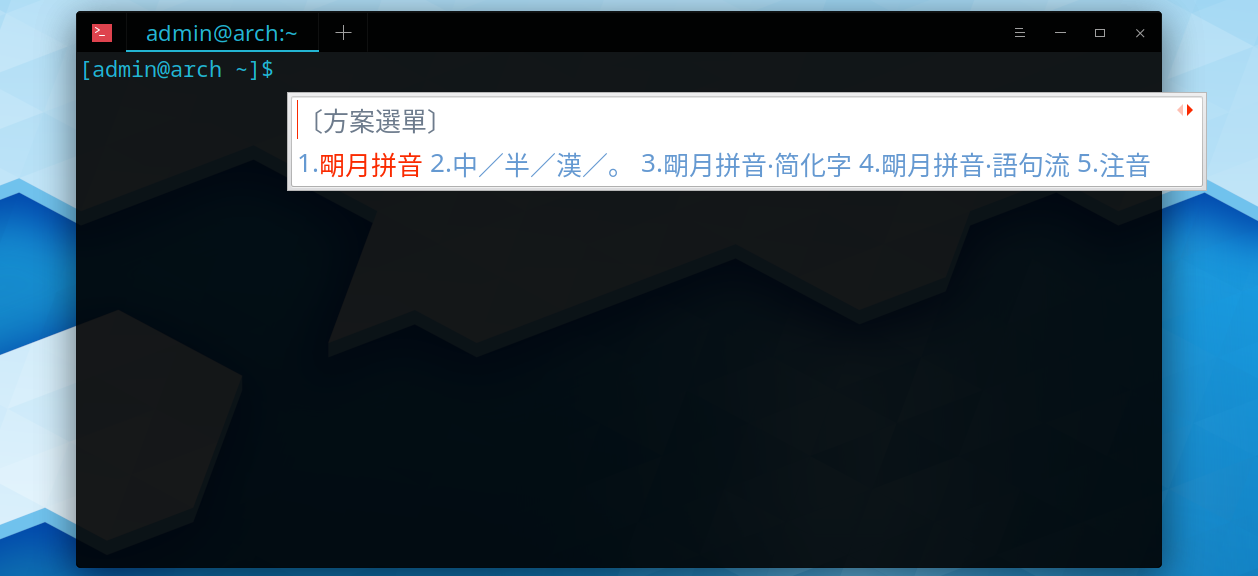 admin@arch:~
[admin@arch ~]$
〔方案選單〕
1.朙月拼音 2.中／半／漢／。 3.朙月拼音·简化字 4.朙月拼音·語句流 5.注音